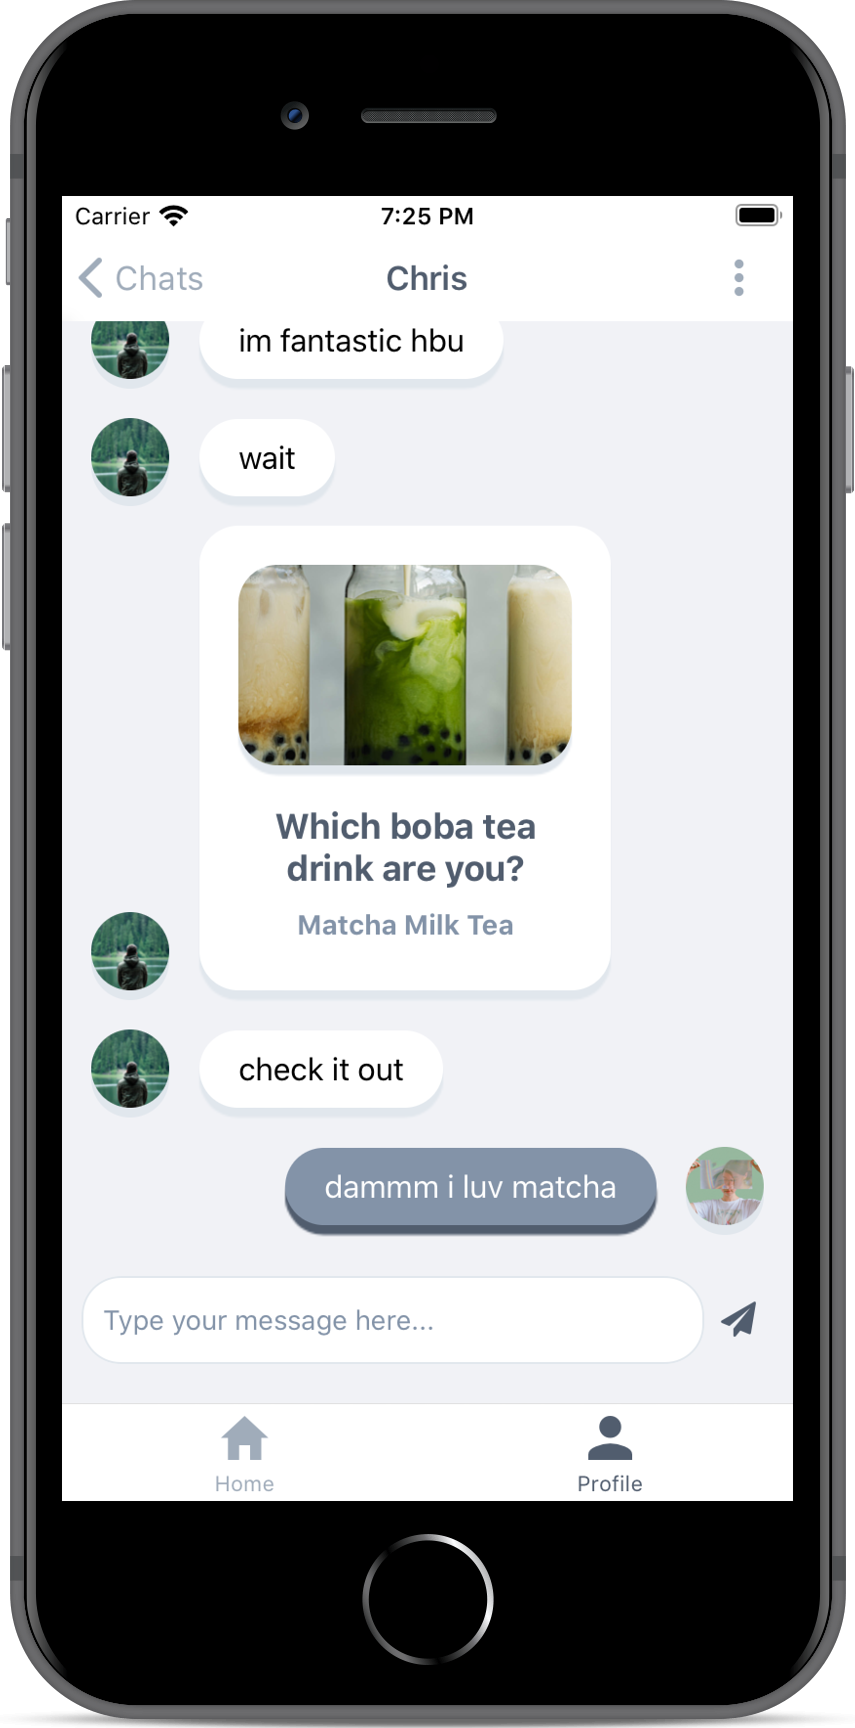 Carrier 7:25 PM
Chats Chris
im fantastic hbu
wait
Which boba tea
drink are you?
Matcha Milk Tea
check it out
dammm i luv matcha
Type your message here...
Home Profile